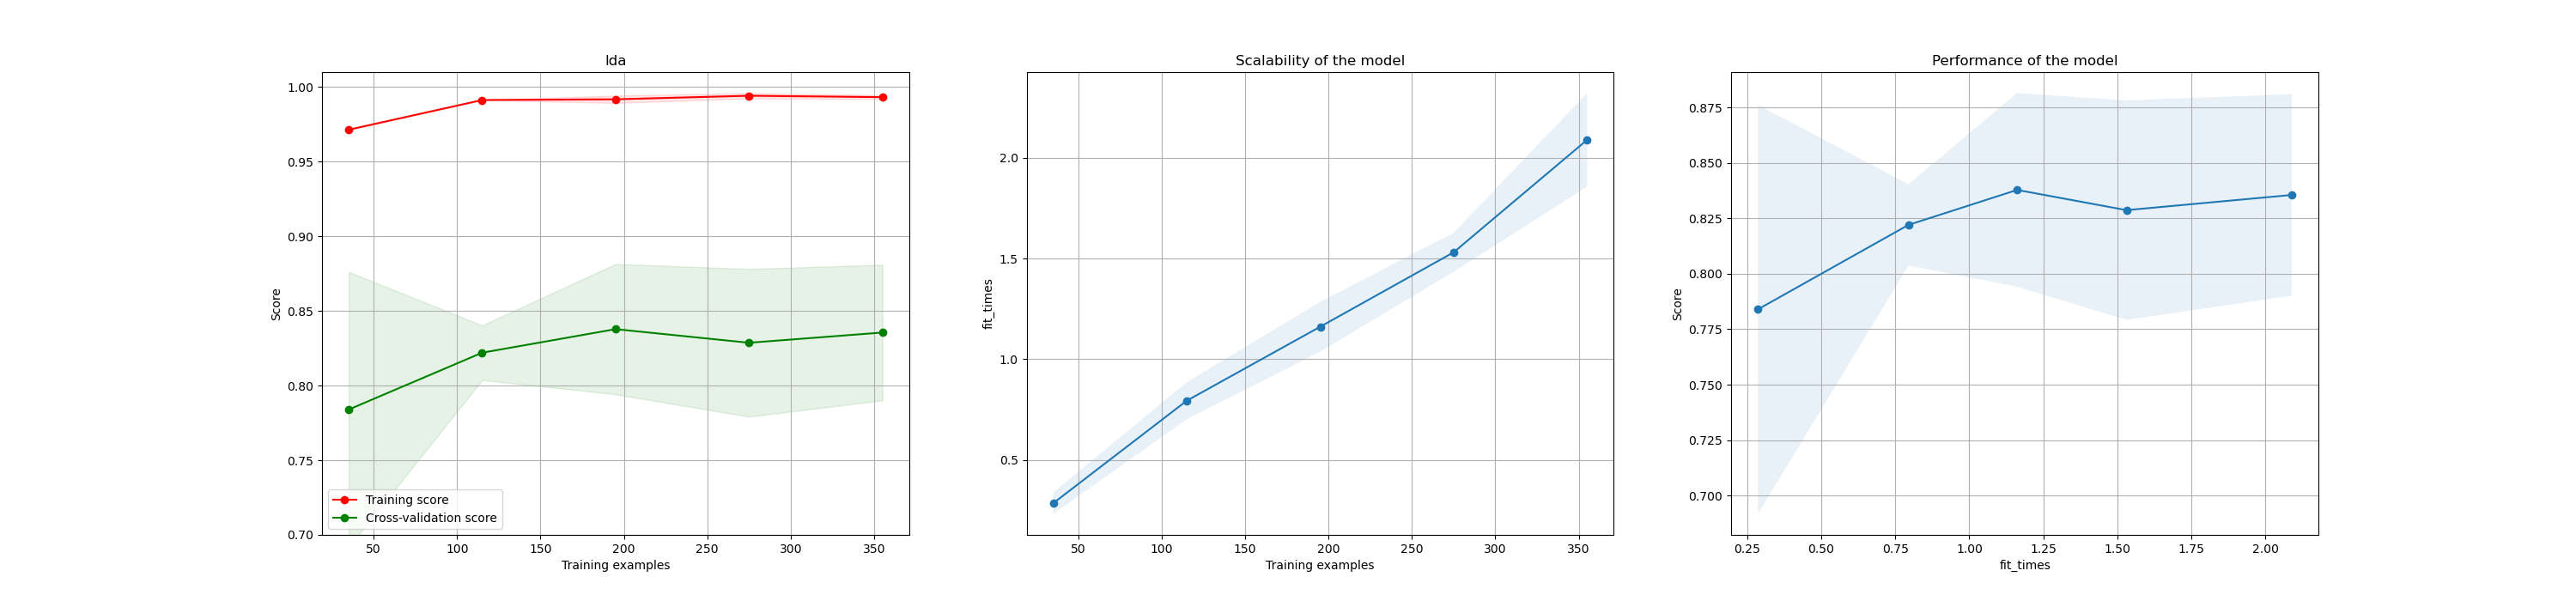 lda
1.00
0.95
0.90
0.85
0.80
0.75
0.70
Score
Training score
Cross-validation score
50 100 150 200 250 300 350
Training examples
Scalability of the model
2.0
1.5
1.0
0.5
fit_times
50 100 150 200 250 300 350
Training examples
Performance of the model
0.875
0.850
0.825
0.800
0.775
0.750
0.725
0.700
Score
0.25 0.50 0.75 1.00 1.25 1.50 1.75 2.00
fit_times